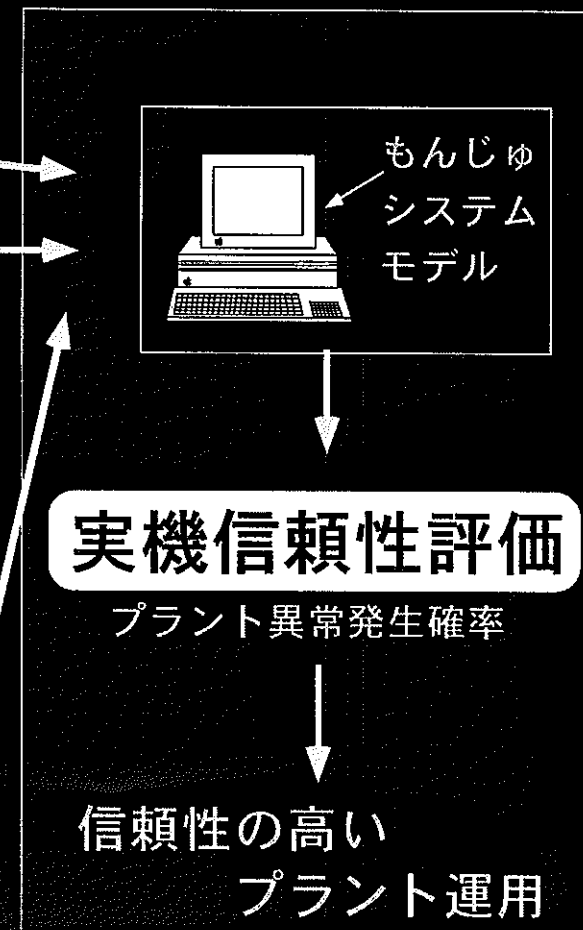 もんじゅ
システム
モデル
実機信頼性評価
プラント異常発生確率
信頼性の高い
プラント運用